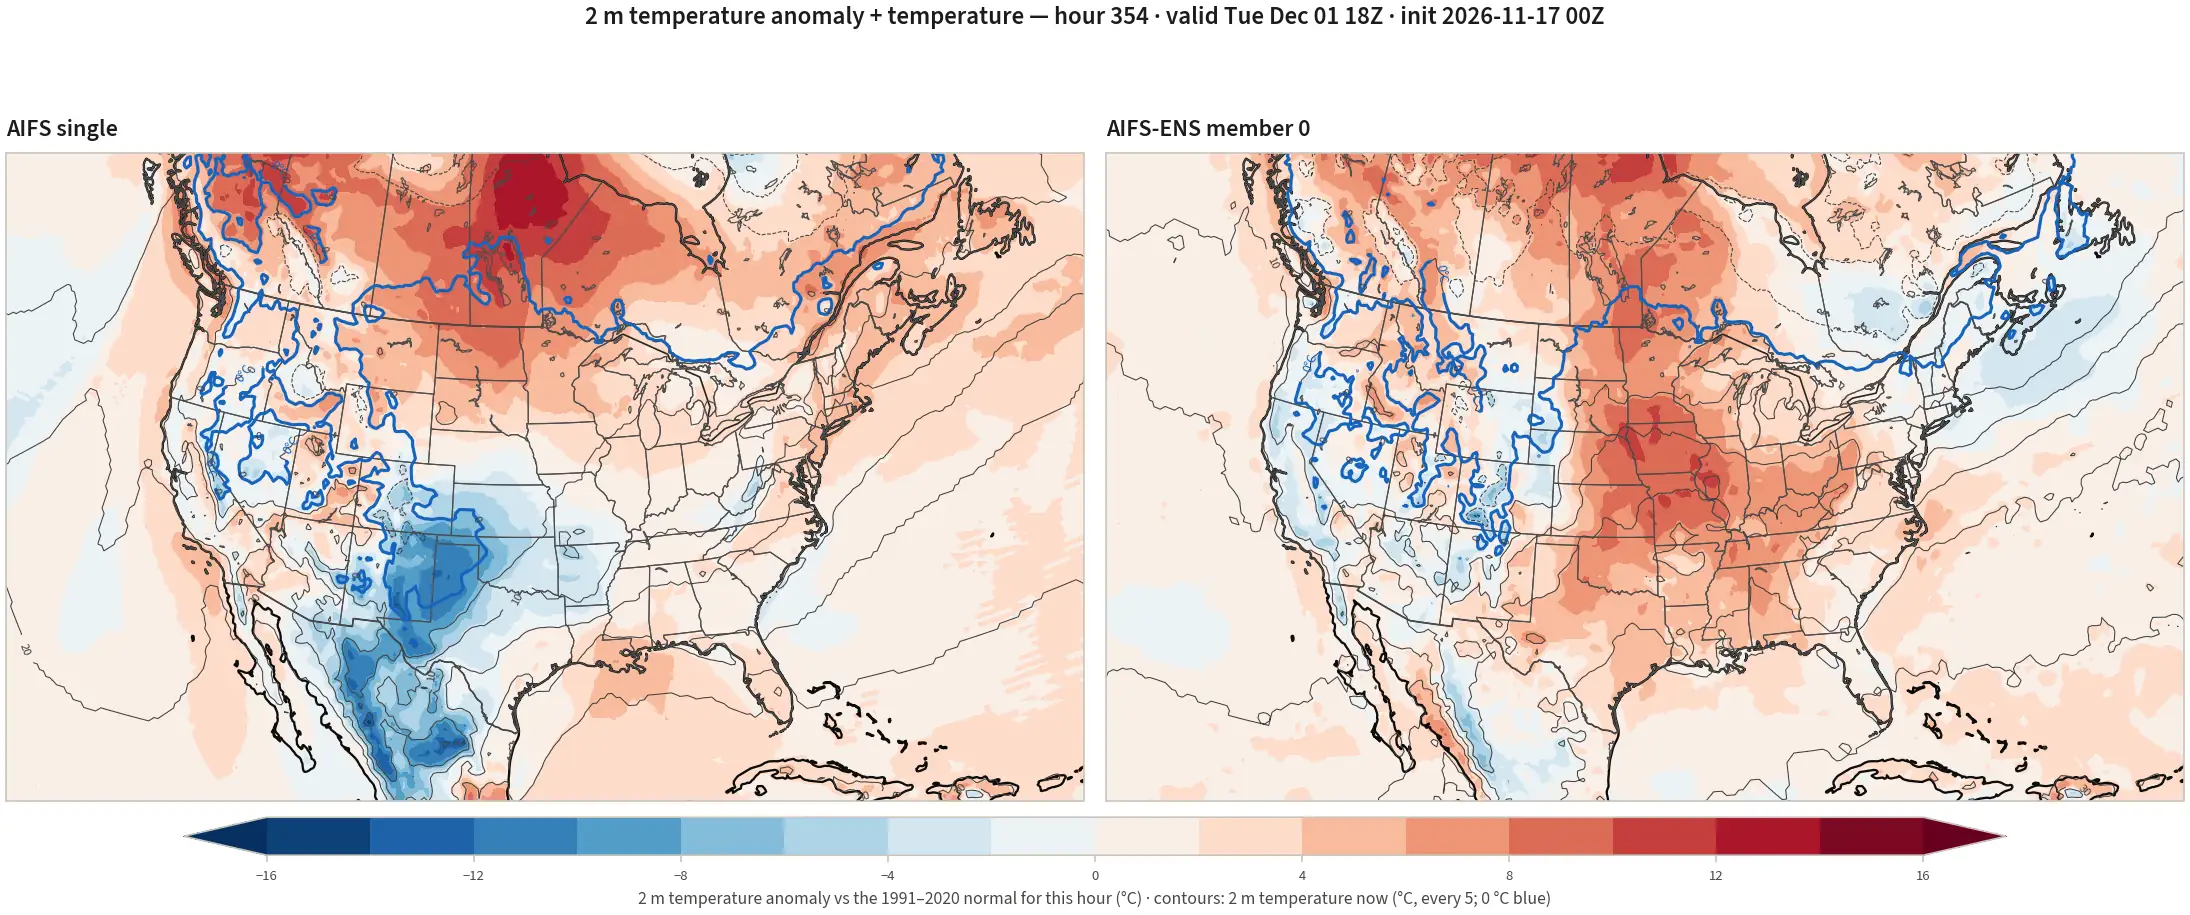 2 m temperature anomaly + temperature — hour 354 · valid Tue Dec 01 18Z · init 2026-11-17 00Z
AIFS single
AIFS-ENS member 0
20
−16
−12
−8
−4
0
4
8
12
16
2 m temperature anomaly vs the 1991–2020 normal for this hour (°C) · contours: 2 m temperature now (°C, every 5; 0 °C blue)